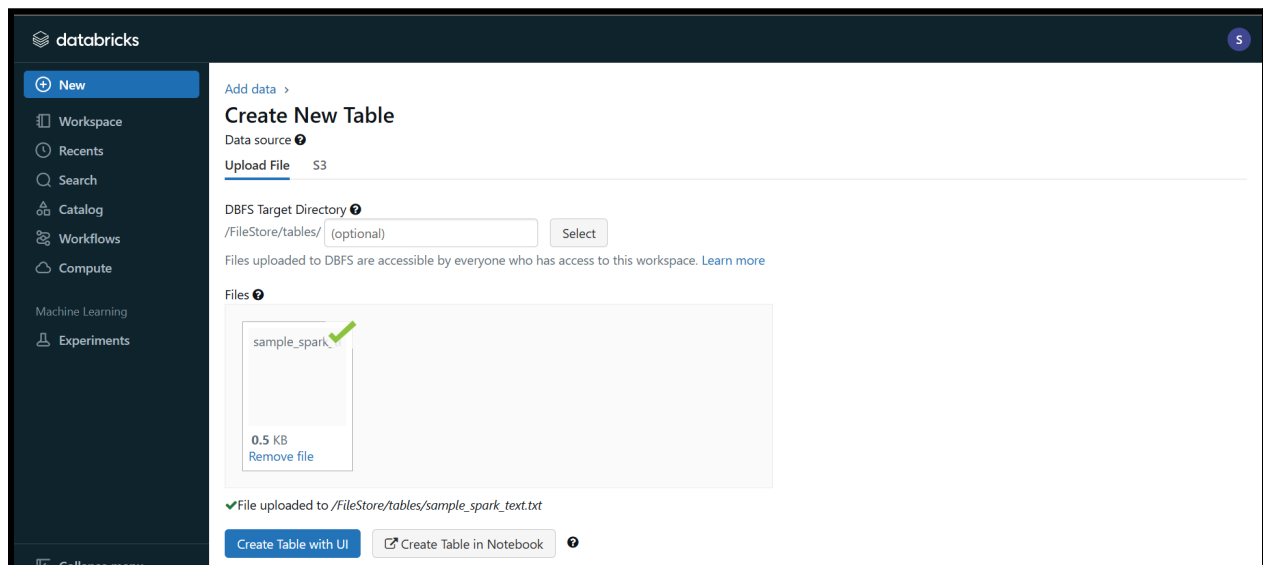 databricks
S
New
Workspace
Recents
Search
Catalog
Workflows
Compute
Machine Learning
Experiments
Add data ›
Create New Table
Data source
Upload File S3
DBFS Target Directory
/FileStore/tables/ (optional) Select
Files uploaded to DBFS are accessible by everyone who has access to this workspace. Learn more
Files
sample_spark_
0.5 KB
Remove file
File uploaded to /FileStore/tables/sample_spark_text.txt
Create Table with UI Create Table in Notebook
Collapse menu